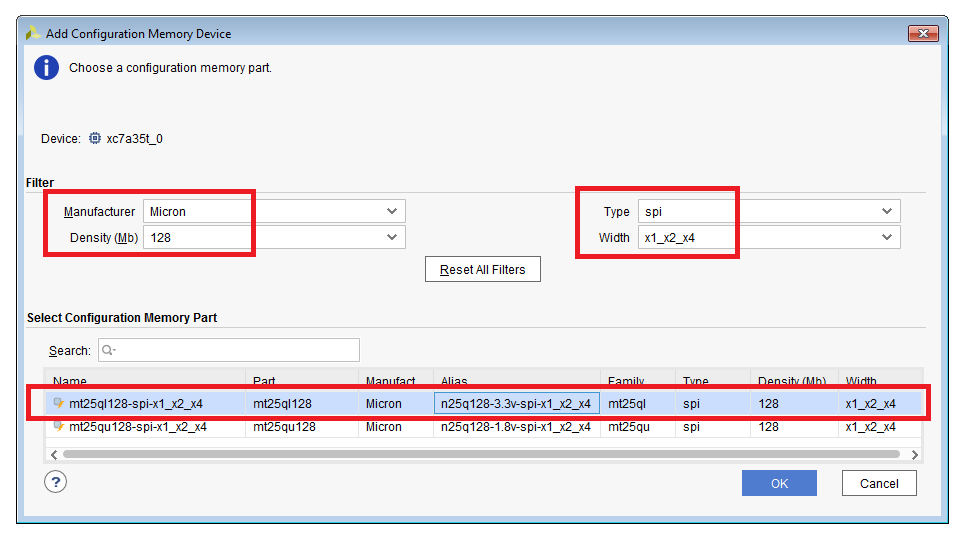 Add Configuration Memory Device
Choose a configuration memory part.
Device: xc7a35t_0
Filter
Manufacturer Micron Type spi
Density (Mb) 128 Width x1_x2_x4
Reset All Filters
Select Configuration Memory Part
Search:
Name Part Manufact.. Alias Family Type Density (Mb) Width
mt25ql128-spi-x1_x2_x4 mt25ql128 Micron n25q128-3.3v-spi-x1_x2_x4 mt25ql spi 128 x1_x2_x4
mt25qu128-spi-x1_x2_x4 mt25qu128 Micron n25q128-1.8v-spi-x1_x2_x4 mt25qu spi 128 x1_x2_x4
? OK Cancel